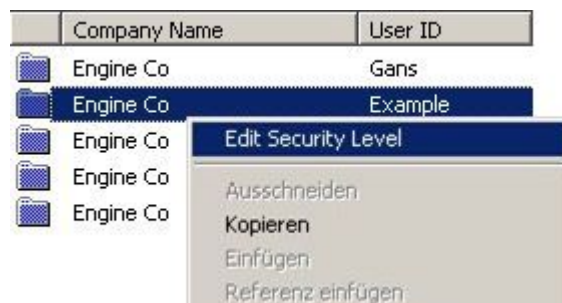 Company Name User ID
Engine Co Gans
Engine Co Example
Engine Co
Edit Security Level
Engine Co
Ausschneiden
Engine Co
Kopieren
Einfügen
Referenz einfügen